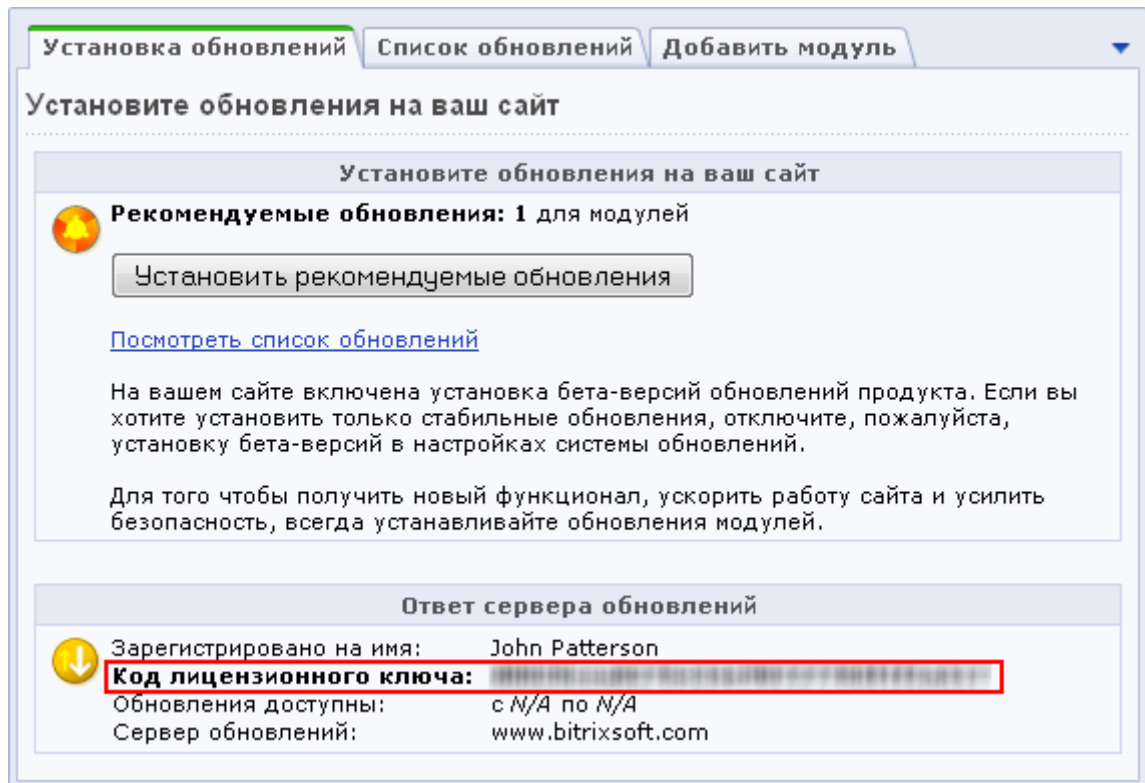 Установка обновлений Список обновлений Добавить модуль
Установите обновления на ваш сайт
Установите обновления на ваш сайт
Рекомендуемые обновления: 1 для модулей
Установить рекомендуемые обновления
Посмотреть список обновлений
На вашем сайте включена установка бета-версий обновлений продукта. Если вы
хотите установить только стабильные обновления, отключите, пожалуйста,
установку бета-версий в настройках системы обновлений.
Для того чтобы получить новый функционал, ускорить работу сайта и усилить
безопасность, всегда устанавливайте обновления модулей.
Ответ сервера обновлений
Зарегистрировано на имя: John Patterson
Код лицензионного ключа:
Обновления доступны: с N/A по N/A
Сервер обновлений: www.bitrixsoft.com